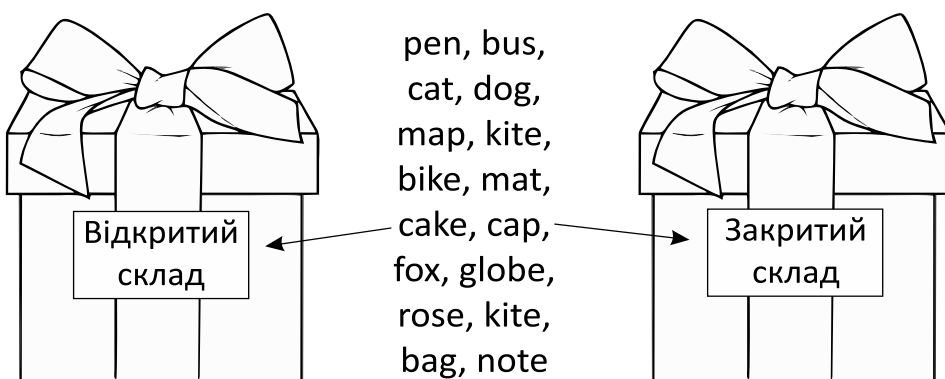 Відкритий
склад
pen, bus,
cat, dog,
map, kite,
bike, mat,
cake, cap,
fox, globe,
rose, kite,
bag, note
Закритий
склад